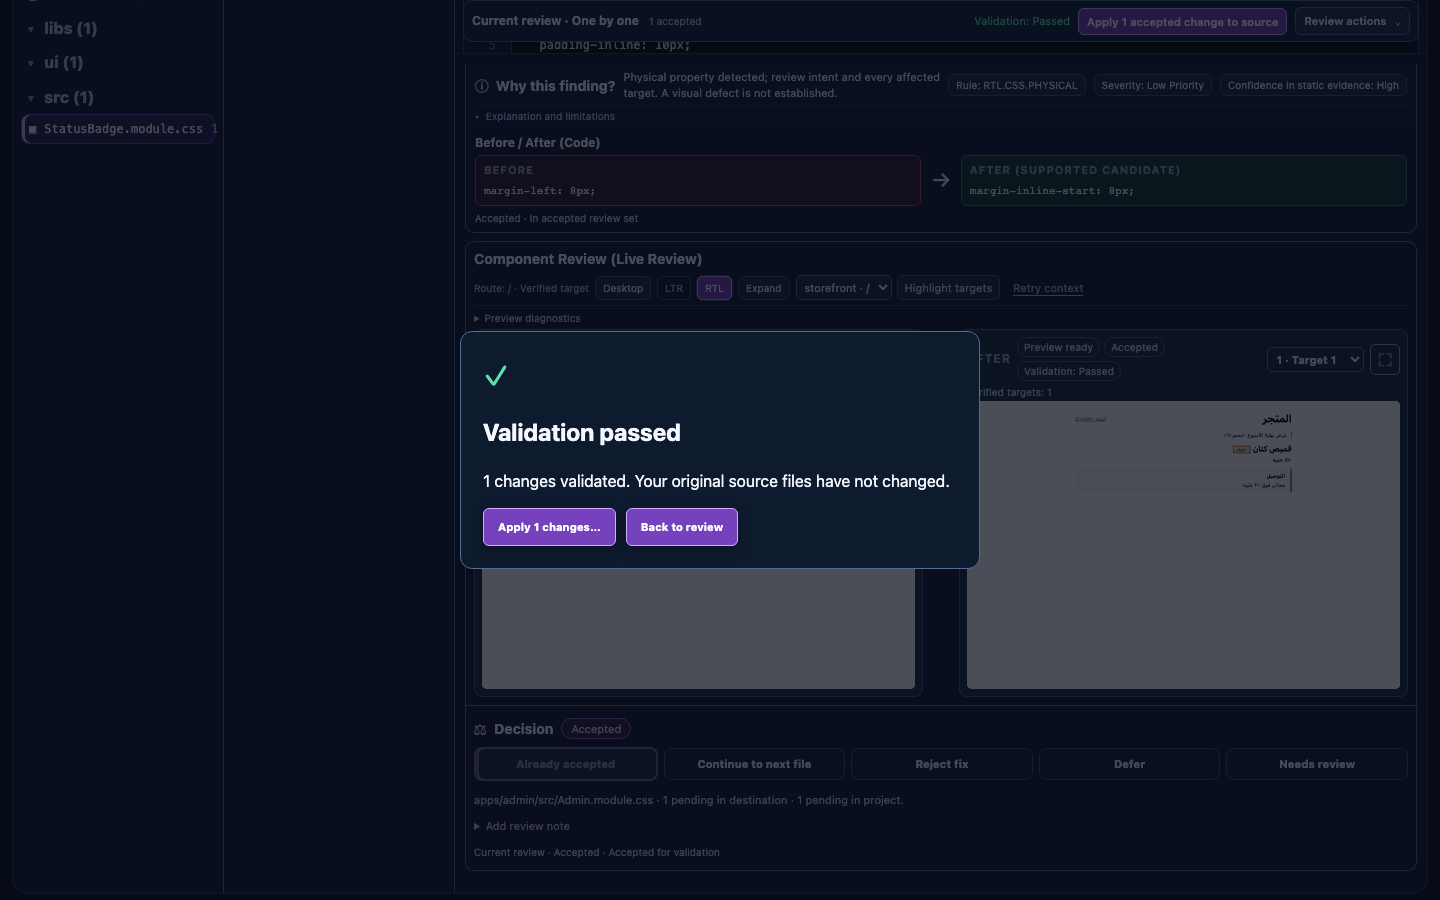 libs (1)
ui (1)
src (1)
StatusBadge.module.css 1
Current review · One by one 1 accepted
Validation: Passed
Apply 1 accepted change to source
Review actions
5 padding-inline: 10px;
Why this finding?
Physical property detected; review intent and every affected
target. A visual defect is not established.
Rule: RTL.CSS.PHYSICAL
Severity: Low Priority
Confidence in static evidence: High
Explanation and limitations
Before / After (Code)
BEFORE
margin-left: 8px;
AFTER (SUPPORTED CANDIDATE)
margin-inline-start: 8px;
Accepted · In accepted review set
Component Review (Live Review)
Route: / · Verified target
Desktop
LTR
RTL
Expand
storefront · /
Highlight targets
Retry context
Preview diagnostics
Validation passed
1 changes validated. Your original source files have not changed.
Apply 1 changes...
Back to review
FTER
Preview ready
Accepted
Validation: Passed
1 · Target 1
rified targets: 1
المتجر
قميص كتان
التوصيل
Decision
Accepted
Already accepted
Continue to next file
Reject fix
Defer
Needs review
apps/admin/src/Admin.module.css · 1 pending in destination · 1 pending in project.
Add review note
Current review · Accepted · Accepted for validation